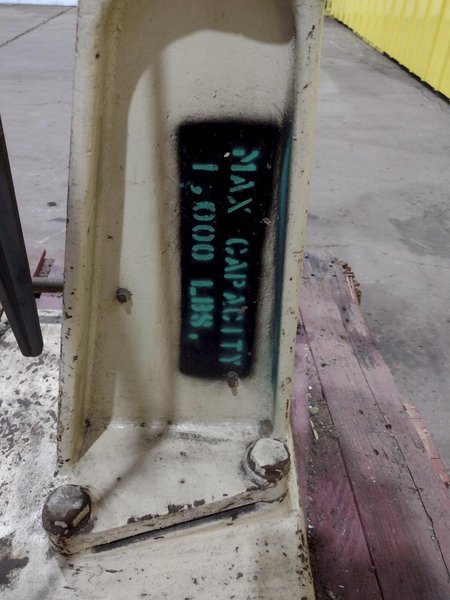 MAX CAPACITY
1,000 LBS.